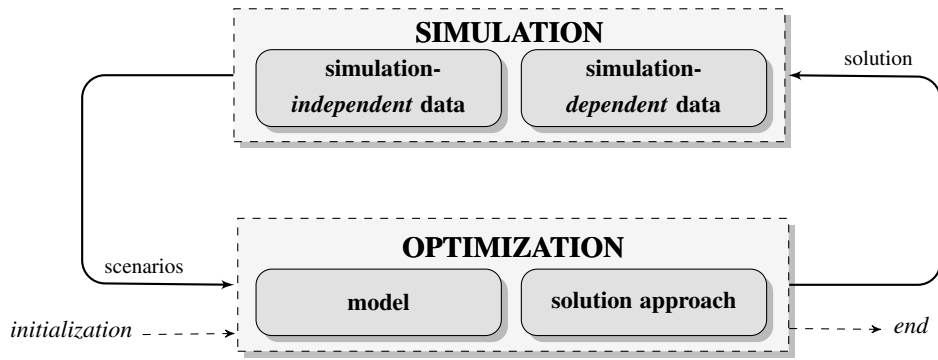 SIMULATION
simulation-
independent data
simulation-
dependent data
solution
scenarios
OPTIMIZATION
model
solution approach
initialization
end